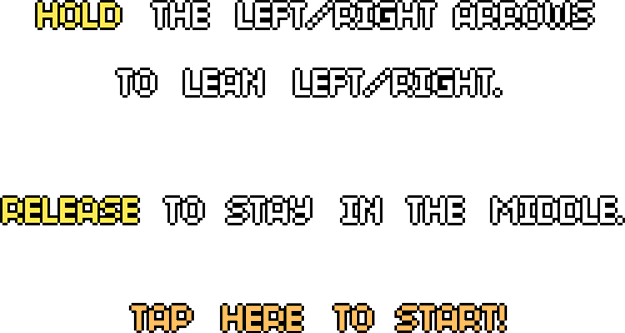 HOLD THE LEFT/RIGHT ARROWS
TO LEAN LEFT/RIGHT.
RELEASE TO STAY IN THE MIDDLE.
TAP HERE TO START!